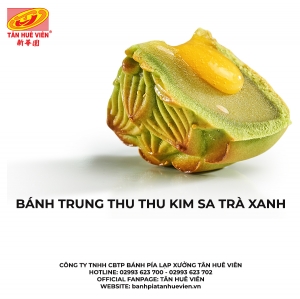 TÂN HUÊ VIÊN
新華園
BÁNH TRUNG THU THU KIM SA TRÀ XANH
CÔNG TY TNHH CBTP BÁNH PÍA LẠP XƯỞNG TÂN HUÊ VIÊN
HOTLINE: 02993 623 700 - 02993 623 702
OFFICIAL FANPAGE: TÂN HUÊ VIÊN
WEBSITE: banhpiatanhuevien.vn